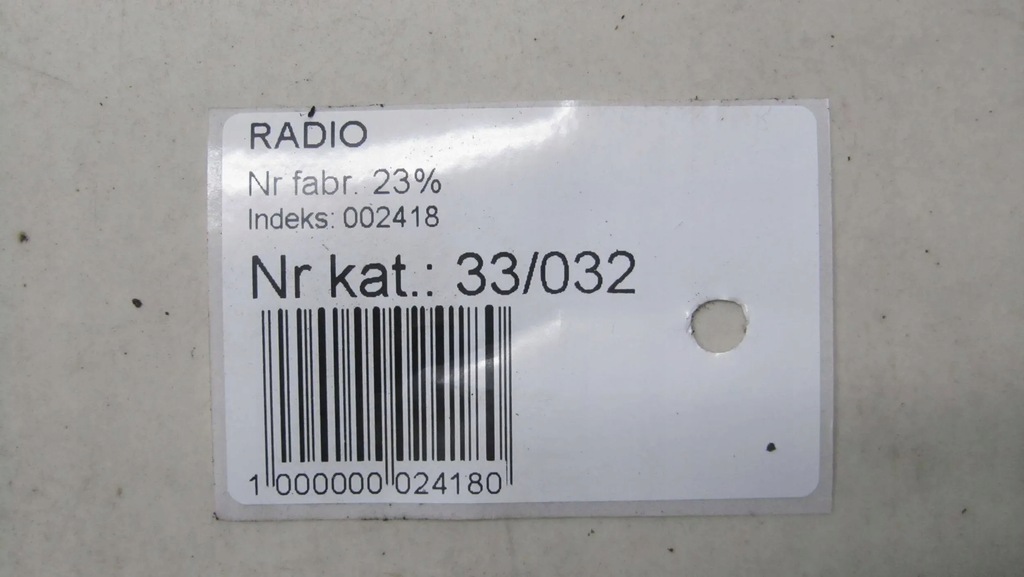 RADIO
Nr fabr. 23%
Indeks: 002418
Nr kat.: 33/032
1 000000 024180